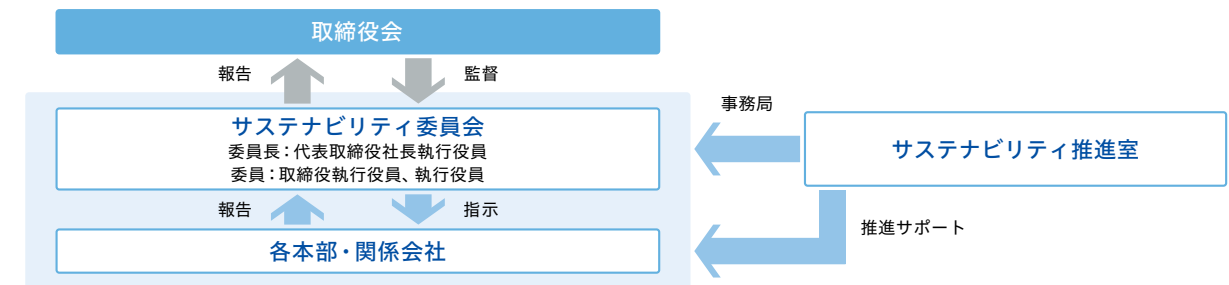 取締役会
報告
監督
サステナビリティ委員会
委員長：代表取締役社長執行役員
委員：取締役執行役員、執行役員
事務局
サステナビリティ推進室
報告
指示
推進サポート
各本部・関係会社